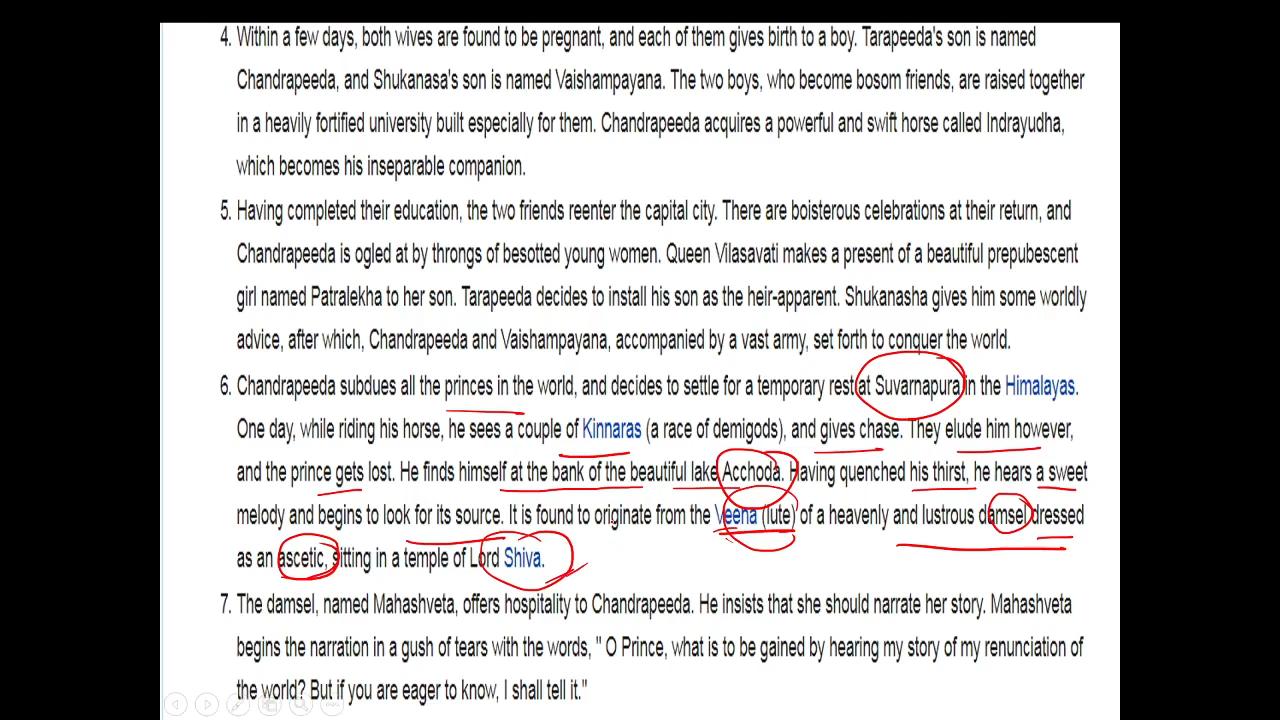 4. Within a few days, both wives are found to be pregnant, and each of them gives birth to a boy. Tarapeeda's son is named
Chandrapeeda, and Shukanasa's son is named Vaishampayana. The two boys, who become bosom friends, are raised together
in a heavily fortified university built especially for them. Chandrapeeda acquires a powerful and swift horse called Indrayudha,
which becomes his inseparable companion.
5. Having completed their education, the two friends reenter the capital city. There are boisterous celebrations at their return, and
Chandrapeeda is ogled at by throngs of besotted young women. Queen Vilasavati makes a present of a beautiful prepubescent
girl named Patralekha to her son. Tarapeeda decides to install his son as the heir-apparent. Shukanasha gives him some worldly
advice, after which, Chandrapeeda and Vaishampayana, accompanied by a vast army, set forth to conquer the world.
6. Chandrapeeda subdues all the princes in the world, and decides to settle for a temporary rest at Suvarnapura in the Himalayas.
One day, while riding his horse, he sees a couple of Kinnaras (a race of demigods), and gives chase. They elude him however,
and the prince gets lost. He finds himself at the bank of the beautiful lake Acchoda. Having quenched his thirst, he hears a sweet
melody and begins to look for its source. It is found to originate from the Veena (lute) of a heavenly and lustrous damsel dressed
as an ascetic, sitting in a temple of Lord Shiva.
7. The damsel, named Mahashveta, offers hospitality to Chandrapeeda. He insists that she should narrate her story. Mahashveta
begins the narration in a gush of tears with the words, " O Prince, what is to be gained by hearing my story of my renunciation of
the world? But if you are eager to know, I shall tell it."